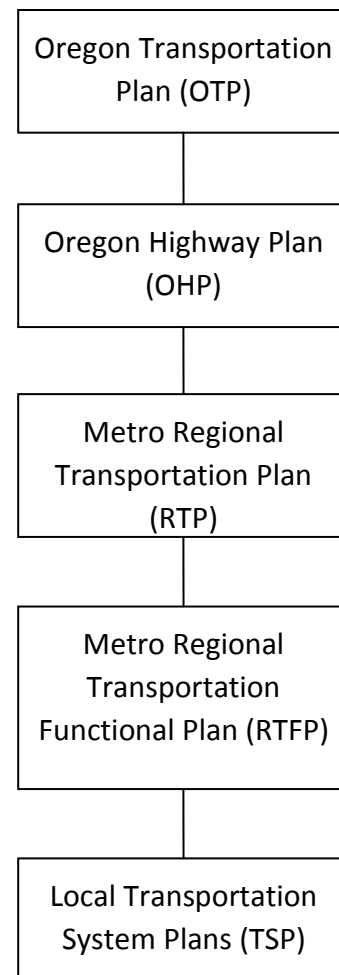 Oregon Transportation
Plan (OTP)
Oregon Highway Plan
(OHP)
Metro Regional
Transportation Plan
(RTP)
Metro Regional
Transportation
Functional Plan (RTFP)
Local Transportation
System Plans (TSP)